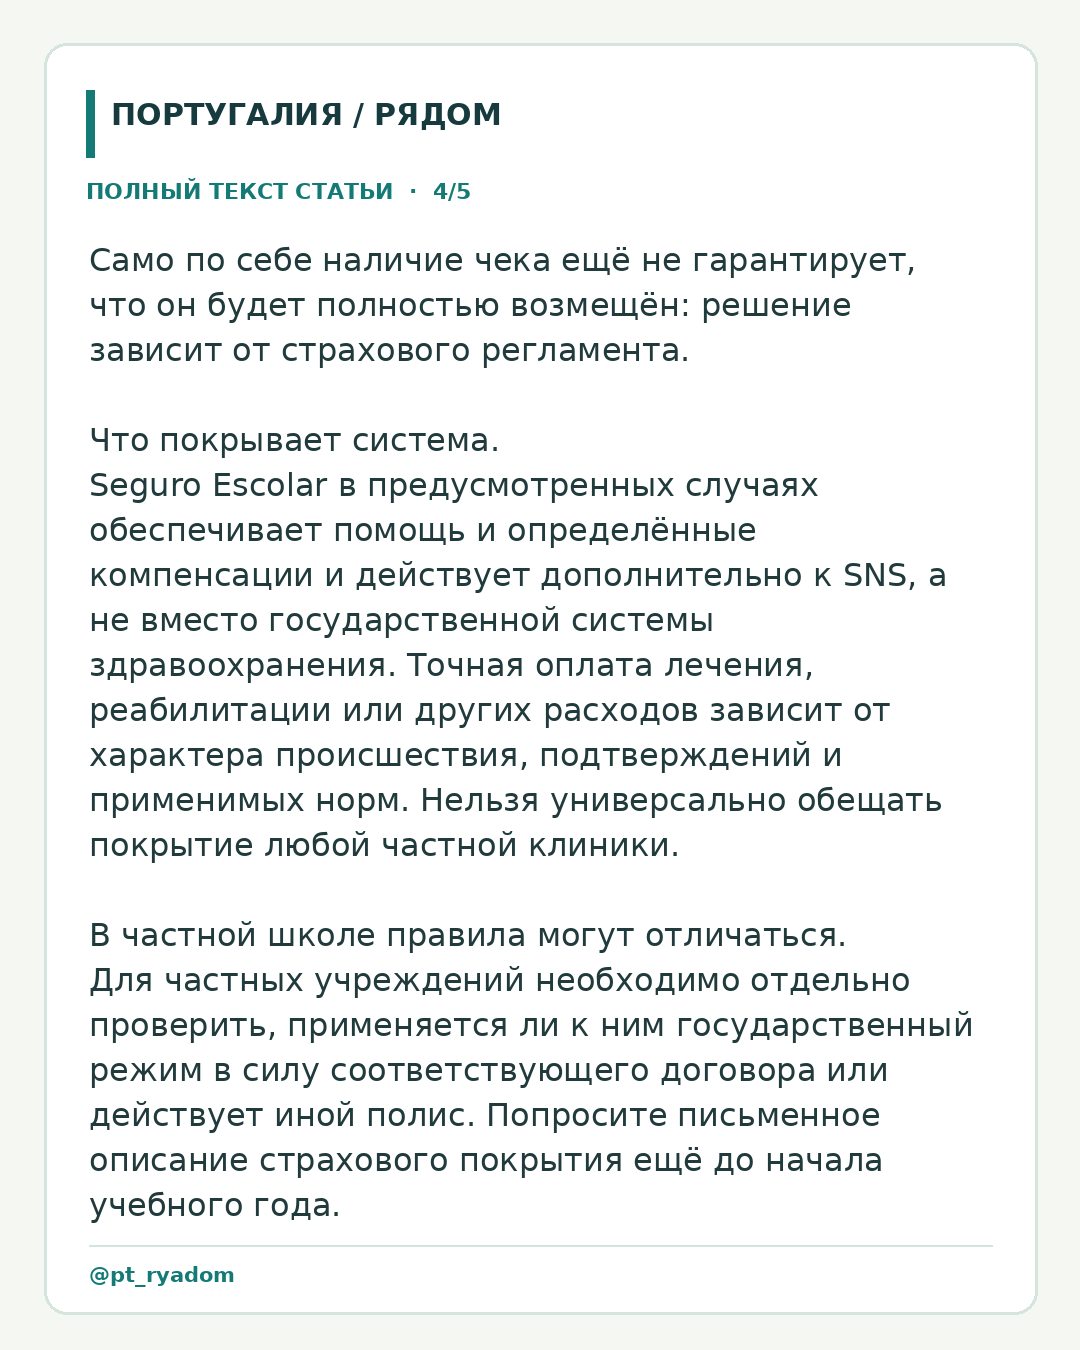 ПОРТУГАЛИЯ / РЯДОМ
ПОЛНЫЙ ТЕКСТ СТАТЬИ · 4/5
Само по себе наличие чека ещё не гарантирует,
что он будет полностью возмещён: решение
зависит от страхового регламента.
Что покрывает система.
Seguro Escolar в предусмотренных случаях
обеспечивает помощь и определённые
компенсации и действует дополнительно к SNS, а
не вместо государственной системы
здравоохранения. Точная оплата лечения,
реабилитации или других расходов зависит от
характера происшествия, подтверждений и
применимых норм. Нельзя универсально обещать
покрытие любой частной клиники.
В частной школе правила могут отличаться.
Для частных учреждений необходимо отдельно
проверить, применяется ли к ним государственный
режим в силу соответствующего договора или
действует иной полис. Попросите письменное
описание страхового покрытия ещё до начала
учебного года.
@pt_ryadom